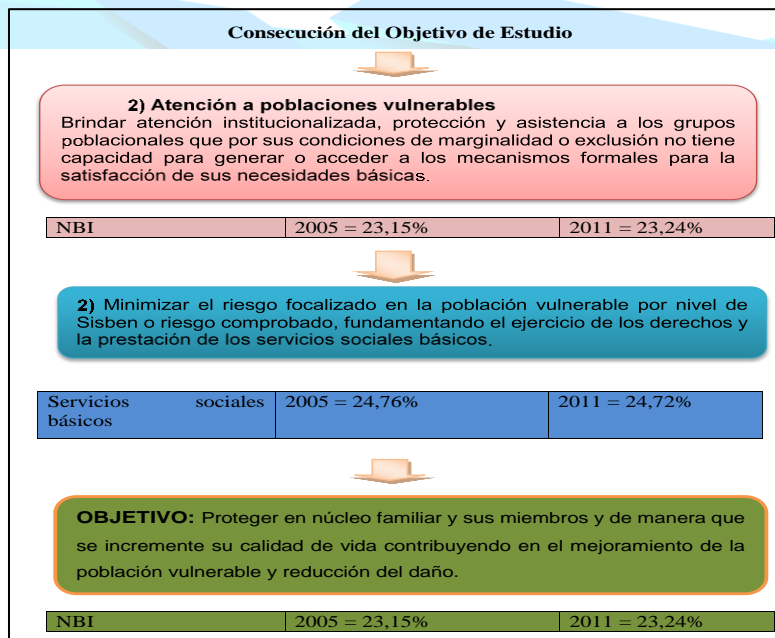 Consecución del Objetivo de Estudio
2) Atención a poblaciones vulnerables
Brindar atención institucionalizada, protección y asistencia a los grupos
poblacionales que por sus condiciones de marginalidad o exclusión no tiene
capacidad para generar o acceder a los mecanismos formales para la
satisfacción de sus necesidades básicas.
NBI 2005 = 23,15% 2011 = 23,24%
2) Minimizar el riesgo focalizado en la población vulnerable por nivel de
Sisben o riesgo comprobado, fundamentando el ejercicio de los derechos y
la prestación de los servicios sociales básicos.
Servicios sociales 2005 = 24,76% 2011 = 24,72%
básicos
OBJETIVO: Proteger en núcleo familiar y sus miembros y de manera que
se incremente su calidad de vida contribuyendo en el mejoramiento de la
población vulnerable y reducción del daño.
NBI 2005 = 23,15% 2011 = 23,24%